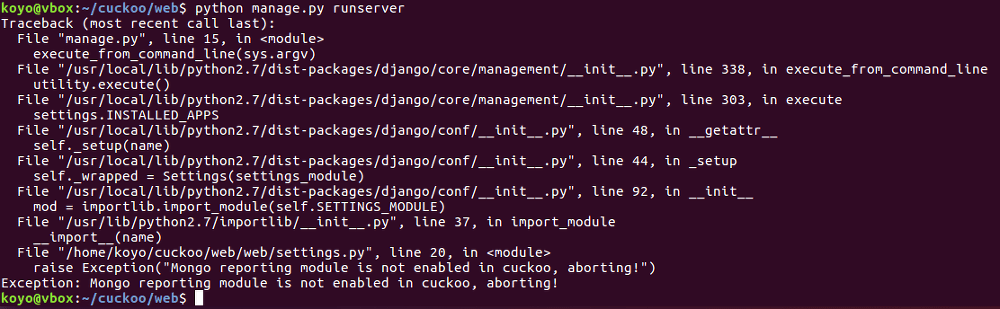 koyo@vbox:~/cuckoo/web$ python manage.py runserver
Traceback (most recent call last):
  File "manage.py", line 15, in <module>
    execute_from_command_line(sys.argv)
  File "/usr/local/lib/python2.7/dist-packages/django/core/management/__init__.py", line 338, in execute_from_command_line
    utility.execute()
  File "/usr/local/lib/python2.7/dist-packages/django/core/management/__init__.py", line 303, in execute
    settings.INSTALLED_APPS
  File "/usr/local/lib/python2.7/dist-packages/django/conf/__init__.py", line 48, in __getattr__
    self._setup(name)
  File "/usr/local/lib/python2.7/dist-packages/django/conf/__init__.py", line 44, in _setup
    self._wrapped = Settings(settings_module)
  File "/usr/local/lib/python2.7/dist-packages/django/conf/__init__.py", line 92, in __init__
    mod = importlib.import_module(self.SETTINGS_MODULE)
  File "/usr/lib/python2.7/importlib/__init__.py", line 37, in import_module
    __import__(name)
  File "/home/koyo/cuckoo/web/web/settings.py", line 20, in <module>
    raise Exception("Mongo reporting module is not enabled in cuckoo, aborting!")
Exception: Mongo reporting module is not enabled in cuckoo, aborting!
koyo@vbox:~/cuckoo/web$